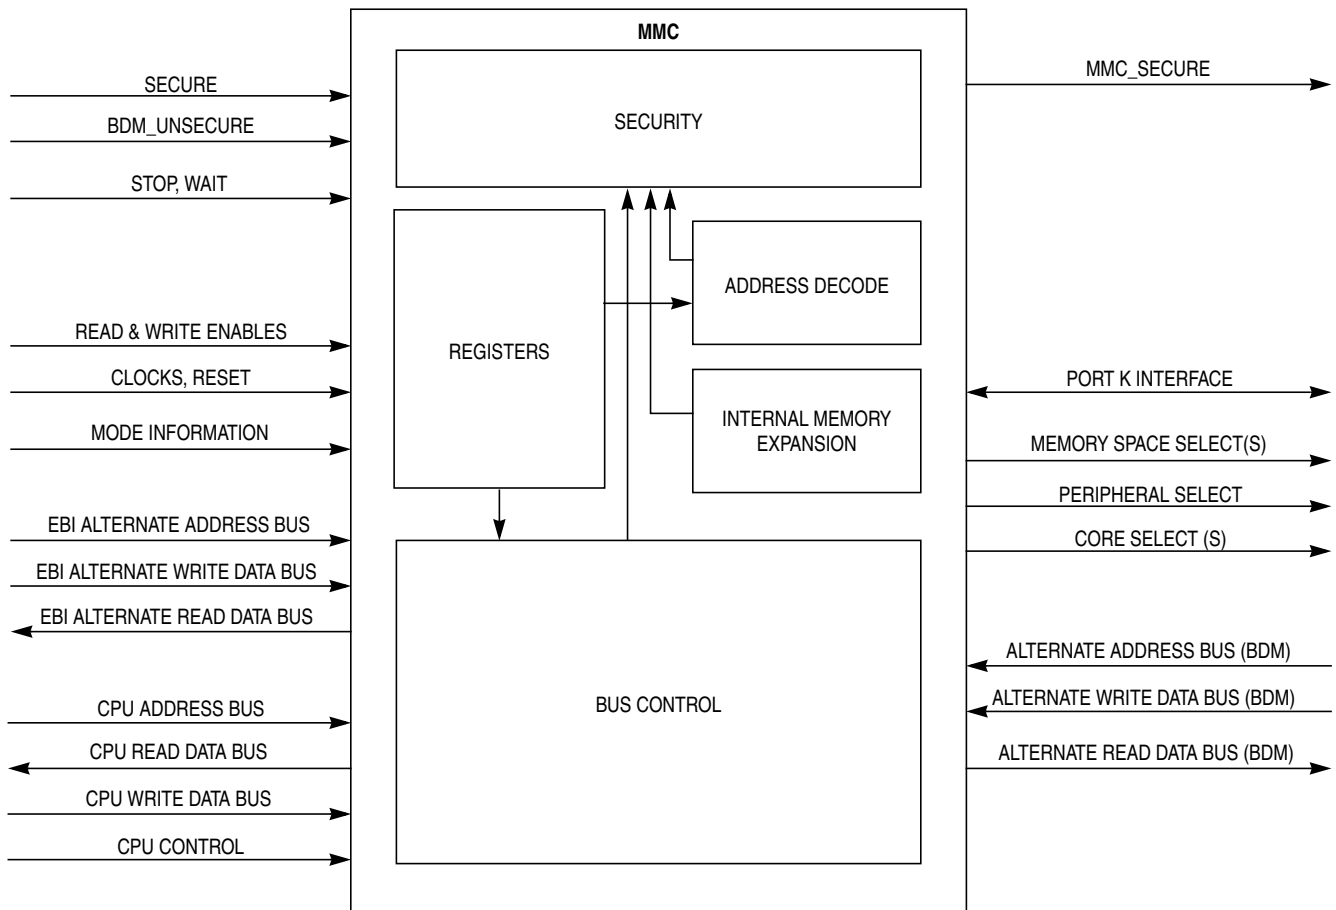 MMC
SECURE
BDM_UNSECURE
STOP, WAIT
READ & WRITE ENABLES
CLOCKS, RESET
MODE INFORMATION
EBI ALTERNATE ADDRESS BUS
EBI ALTERNATE WRITE DATA BUS
EBI ALTERNATE READ DATA BUS
CPU ADDRESS BUS
CPU READ DATA BUS
CPU WRITE DATA BUS
CPU CONTROL
SECURITY
REGISTERS
ADDRESS DECODE
INTERNAL MEMORY
EXPANSION
BUS CONTROL
MMC_SECURE
PORT K INTERFACE
MEMORY SPACE SELECT(S)
PERIPHERAL SELECT
CORE SELECT (S)
ALTERNATE ADDRESS BUS (BDM)
ALTERNATE WRITE DATA BUS (BDM)
ALTERNATE READ DATA BUS (BDM)